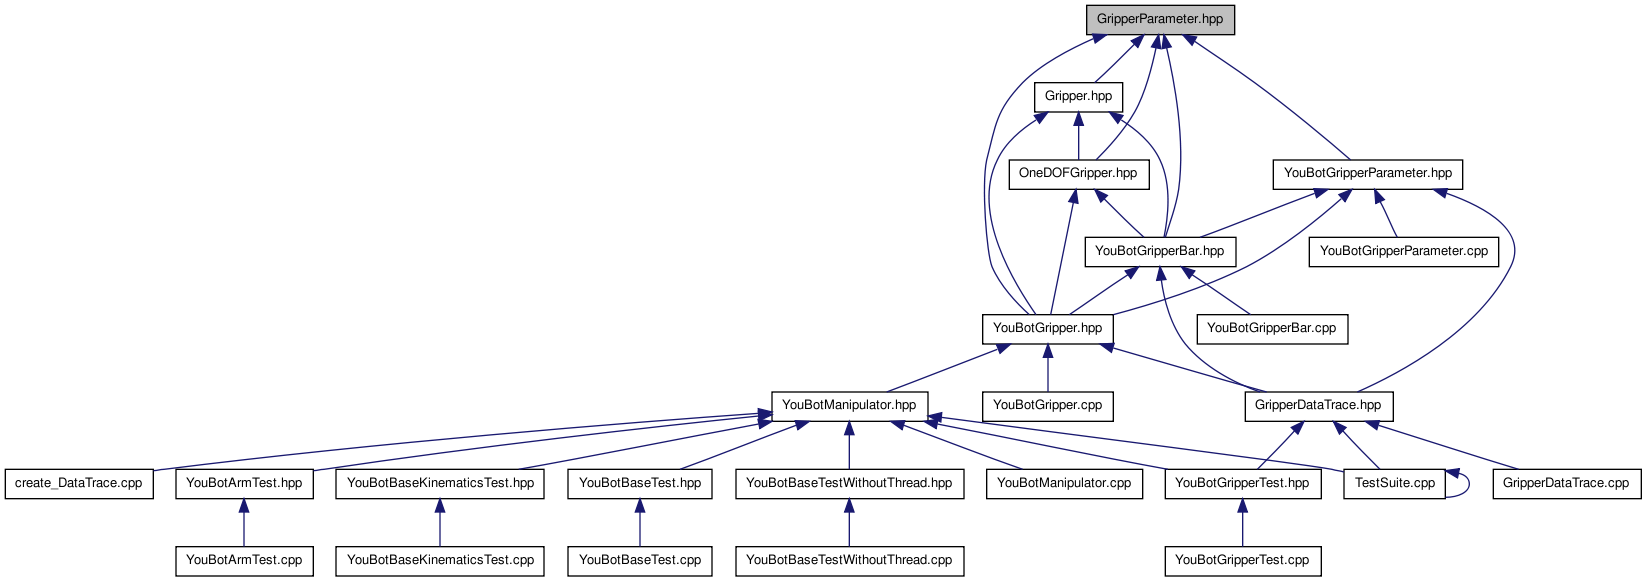 GripperParameter.hpp
Gripper.hpp
OneDOFGripper.hpp
YouBotGripperParameter.hpp
YouBotGripperBar.hpp
YouBotGripperParameter.cpp
YouBotGripper.hpp
YouBotGripperBar.cpp
YouBotManipulator.hpp
YouBotGripper.cpp
GripperDataTrace.hpp
create_DataTrace.cpp
YouBotArmTest.hpp
YouBotBaseKinematicsTest.hpp
YouBotBaseTest.hpp
YouBotBaseTestWithoutThread.hpp
YouBotManipulator.cpp
YouBotGripperTest.hpp
TestSuite.cpp
GripperDataTrace.cpp
YouBotArmTest.cpp
YouBotBaseKinematicsTest.cpp
YouBotBaseTest.cpp
YouBotBaseTestWithoutThread.cpp
YouBotGripperTest.cpp